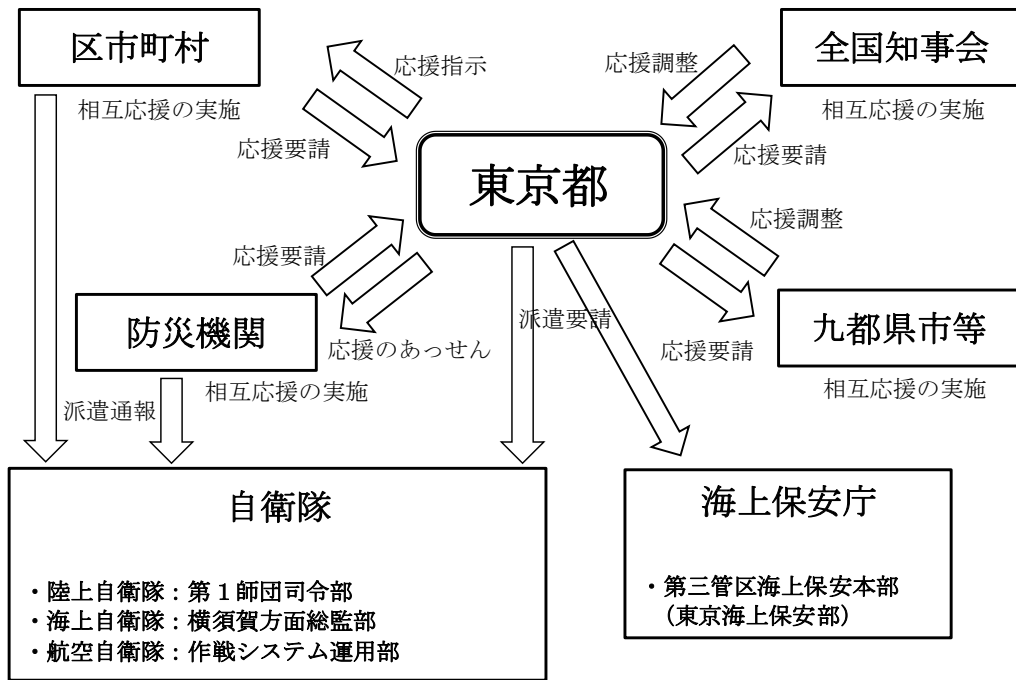 区市町村
全国知事会
応援指示
応援調整
相互応援の実施
相互応援の実施
応援要請
応援要請
東京都
応援要請
応援調整
防災機関
派遣要請
九都県市等
応援のあっせん
応援要請
相互応援の実施
相互応援の実施
派遣通報
自衛隊
・陸上自衛隊:第1師団司令部
・海上自衛隊:横須賀方面総監部
・航空自衛隊:作戦システム運用部
海上保安庁
・第三管区海上保安本部
(東京海上保安部)